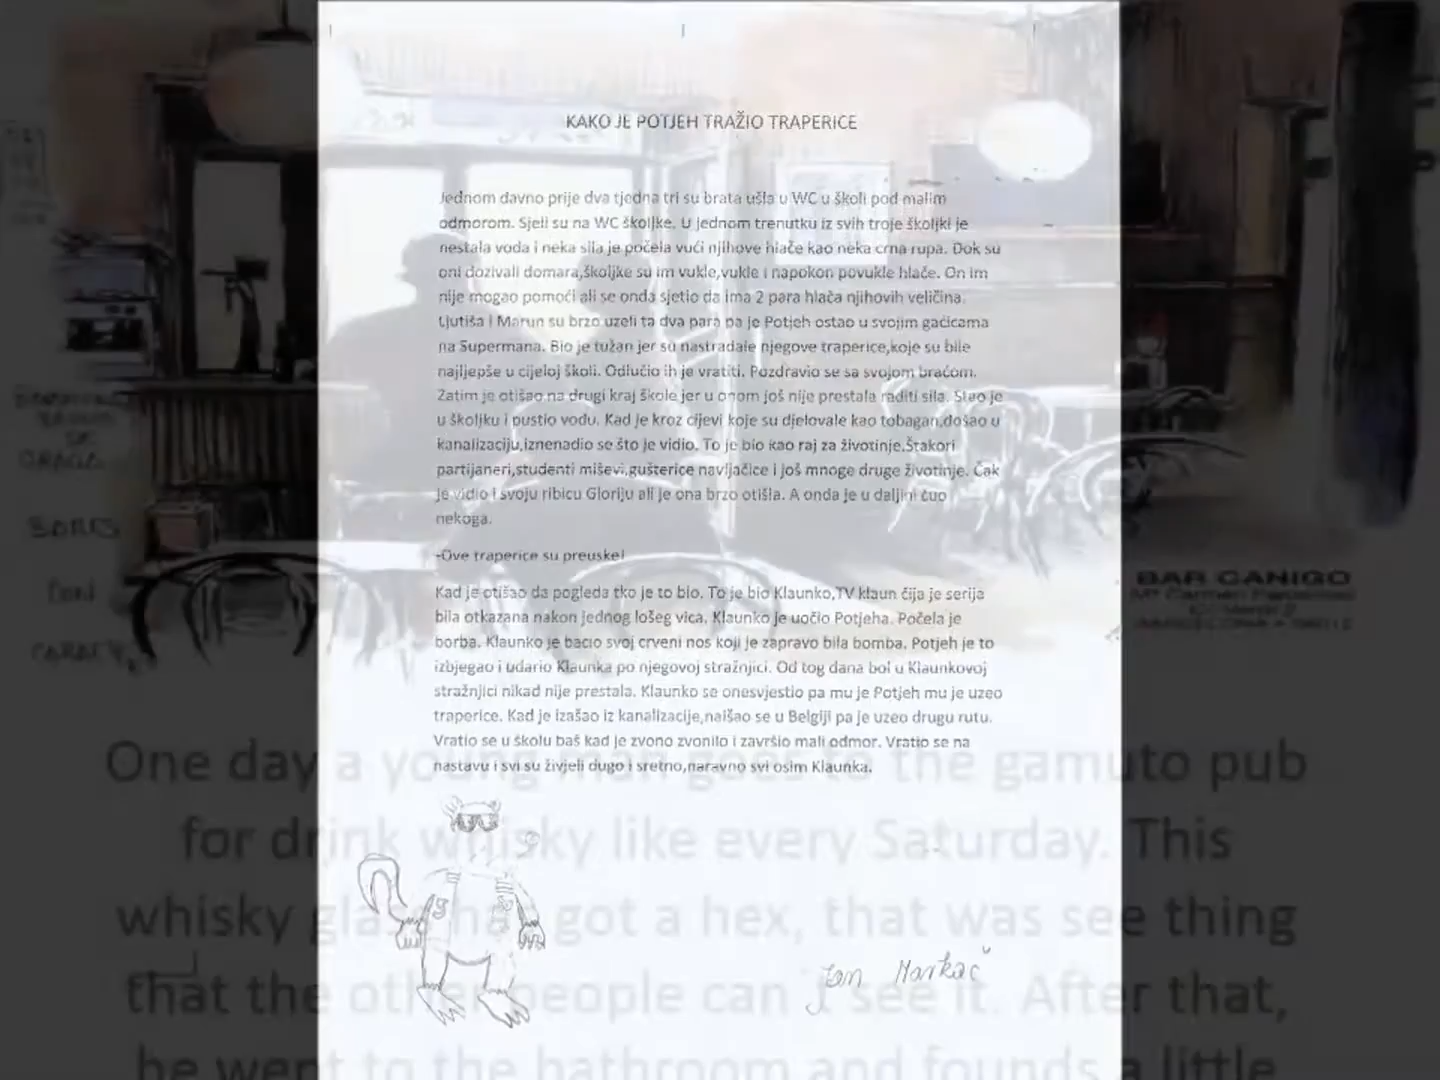 KAKO JE POTJEH TRAŽIO TRAPERICE
Jednom davno prije dva tjedna tri su brata ušla u WC u školi pod malim
odmorom. Sjeli su na WC školjke. U jednom trenutku iz svih troje školjki je
nestala voda i neka sila je počela vući njihove hlače kao neka crna rupa. Dok su
oni dozivali domara,školjke su im vukle,vukle i napokon povukle hlače. On im
nije mogao pomoći ali se onda sjetio da ima 2 para hlača njihovih veličina.
Ljutiša i Marun su brzo uzeli ta dva para pa je Potjeh ostao u svojim gaćicama
na Supermana. Bio je tužan jer su nastradale njegove traperice,koje su bile
najljepše u cijeloj školi. Odlučio ih je vratiti. Pozdravio se sa svojom braćom.
Zatim je otišao na drugi kraj škole jer u onom još nije prestala raditi sila. Stao je
u školjku i pustio vodu. Kad je kroz cijevi koje su djelovale kao tobagan,došao u
kanalizaciju,iznenadio se što je vidio. To je bio kao raj za životinje.Štakori
partijaneri,studenti miševi,gušterice navijačice i još mnoge druge životinje. Čak
je vidio i svoju ribicu Gloriju ali je ona brzo otišla. A onda je u daljini čuo
nekoga.
-Ove traperice su preuske!
Kad je otišao da pogleda tko je to bio. To je bio Klaunko,TV klaun čija je serija
bila otkazana nakon jednog lošeg vica. Klaunko je uočio Potjeha. Počela je
borba. Klaunko je bacio svoj crveni nos koji je zapravo bila bomba. Potjeh je to
izbjegao i udario Klaunka po njegovoj stražnjici. Od tog dana bol u Klaunkovoj
stražnjici nikad nije prestala. Klaunko se onesvjestio pa mu je Potjeh mu je uzeo
traperice. Kad je izašao iz kanalizacije,naišao se u Belgiji pa je uzeo drugu rutu.
Vratio se u školu baš kad je zvono zvonilo i završio mali odmor. Vratio se na
nastavu i svi su živjeli dugo i sretno,naravno svi osim Klaunka.
Jan Markač
BAR CANIGO
One day a young man goes to the gamuto pub
for drink whisky like every Saturday. This
whisky glass has got a hex, that was see thing
that the other people can't see it. After that,
he went to the bathroom and founds a little